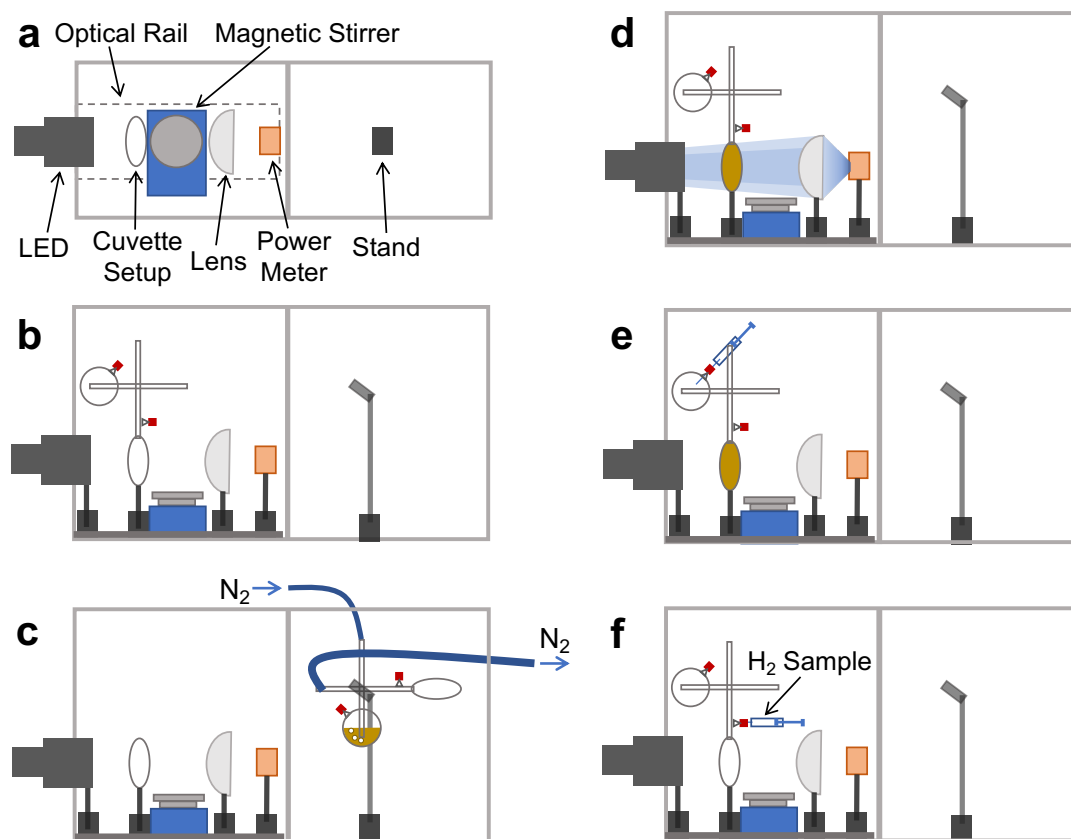 a
Optical Rail
Magnetic Stirrer
LED
Cuvette
Setup
Lens
Power
Meter
Stand
b
c
N₂
N₂
d
e
f
H₂ Sample